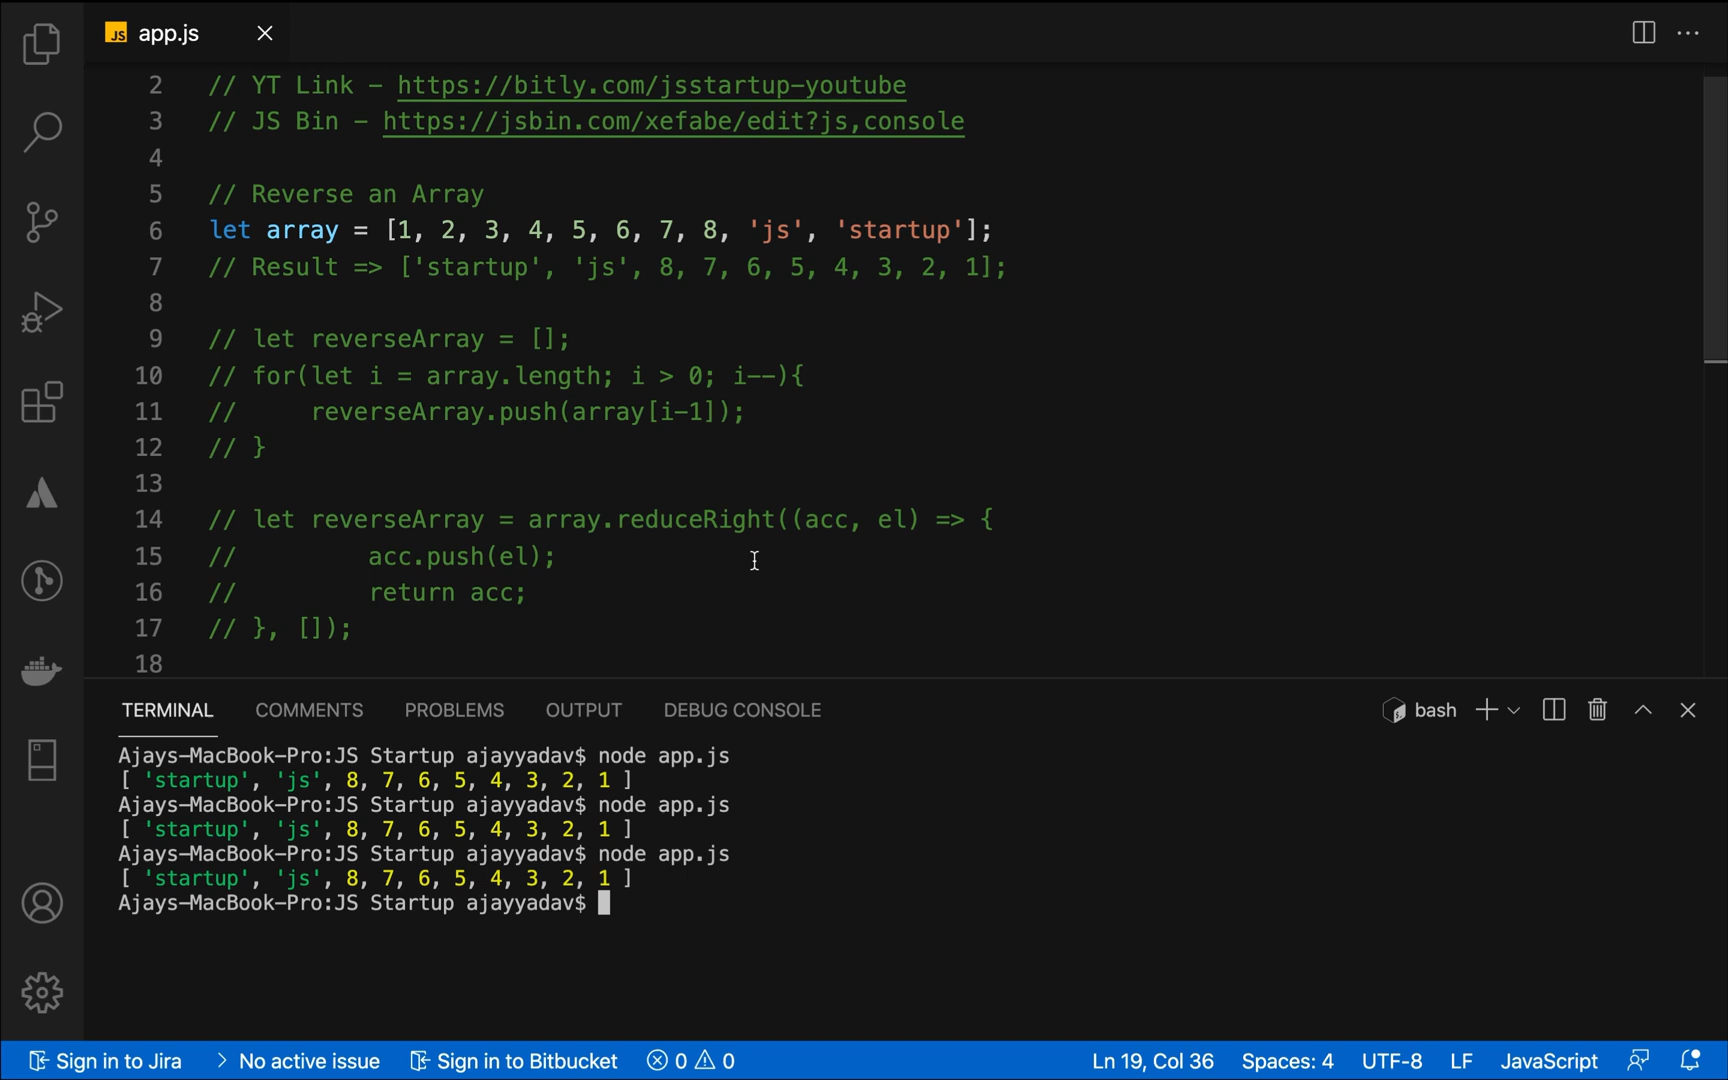 JS app.js
2 // YT Link – https://bitly.com/jsstartup-youtube
3 // JS Bin – https://jsbin.com/xefabe/edit?js,console
4
5 // Reverse an Array
6 let array = [1, 2, 3, 4, 5, 6, 7, 8, 'js', 'startup'];
7 // Result => ['startup', 'js', 8, 7, 6, 5, 4, 3, 2, 1];
8
9 // let reverseArray = [];
10 // for(let i = array.length; i > 0; i--){
11 //     reverseArray.push(array[i-1]);
12 // }
13
14 // let reverseArray = array.reduceRight((acc, el) => {
15 //         acc.push(el);
16 //         return acc;
17 // }, []);
18
TERMINAL COMMENTS PROBLEMS OUTPUT DEBUG CONSOLE bash
Ajays-MacBook-Pro:JS Startup ajayyadav$ node app.js
[ 'startup', 'js', 8, 7, 6, 5, 4, 3, 2, 1 ]
Ajays-MacBook-Pro:JS Startup ajayyadav$ node app.js
[ 'startup', 'js', 8, 7, 6, 5, 4, 3, 2, 1 ]
Ajays-MacBook-Pro:JS Startup ajayyadav$ node app.js
[ 'startup', 'js', 8, 7, 6, 5, 4, 3, 2, 1 ]
Ajays-MacBook-Pro:JS Startup ajayyadav$
Sign in to Jira No active issue Sign in to Bitbucket 0 0 Ln 19, Col 36 Spaces: 4 UTF-8 LF JavaScript